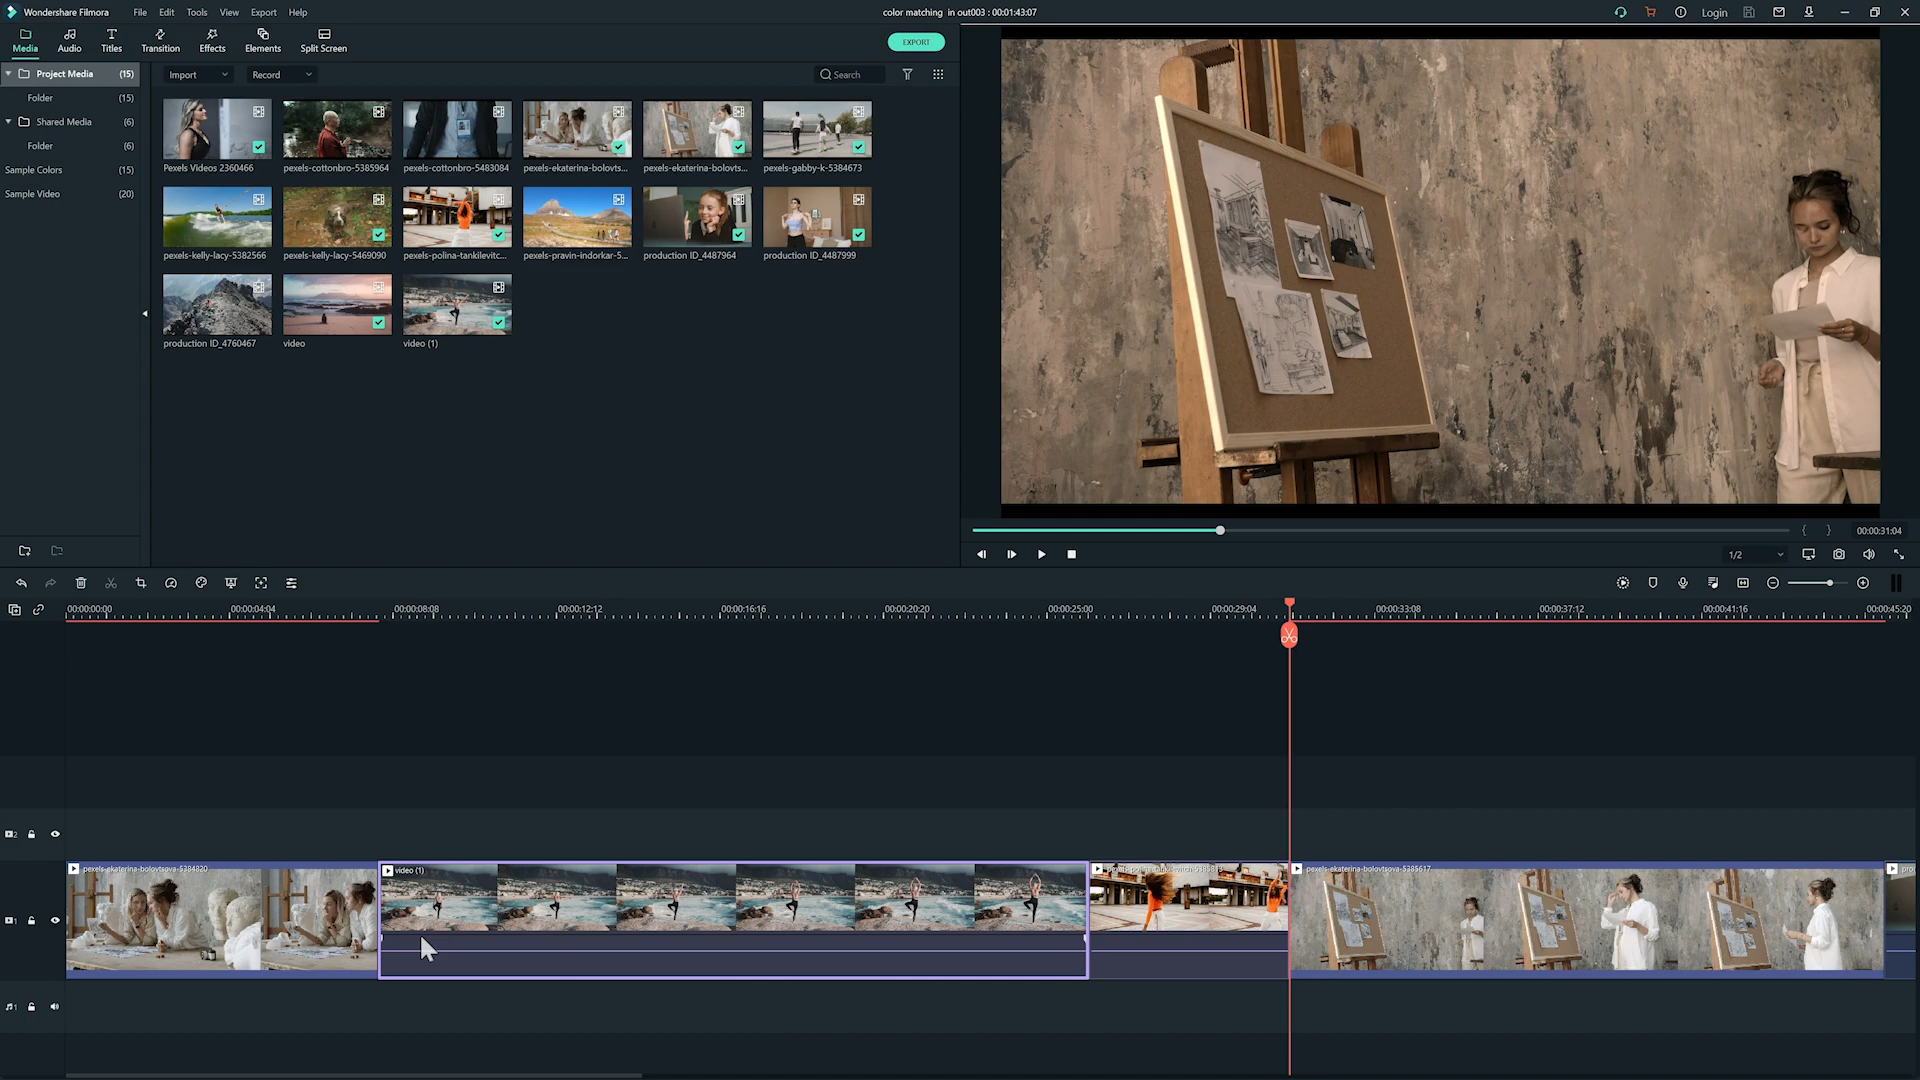 Wondershare Filmora
File
Edit
Tools
View
Export
Help
color matching in out003 : 00:01:43:07
Login
Media
Audio
Titles
Transition
Effects
Elements
Split Screen
EXPORT
Project Media (15)
Folder (15)
Shared Media (6)
Folder (6)
Sample Colors (15)
Sample Video (20)
Import
Record
Search
Pexels Videos 2360466
pexels-cottonbro-5385964
pexels-cottonbro-5483084
pexels-ekaterina-bolovts...
pexels-ekaterina-bolovts...
pexels-gabby-k-5384673
pexels-kelly-lacy-5382566
pexels-kelly-lacy-5469090
pexels-polina-tankilevitc...
pexels-pravin-indorkar-5...
production ID_4487964
production ID_4487999
production ID_4760467
video
video (1)
00:00:31:04
1/2
00:00:00:00
00:00:04:04
00:00:08:08
00:00:12:12
00:00:16:16
00:00:20:20
00:00:25:00
00:00:29:04
00:00:33:08
00:00:37:12
00:00:41:16
00:00:45:20
2
pexels-ekaterina-bolovtsova-5384820
video (1)
pexels-ekaterina-bolovtsova-5385617
pro
1
1